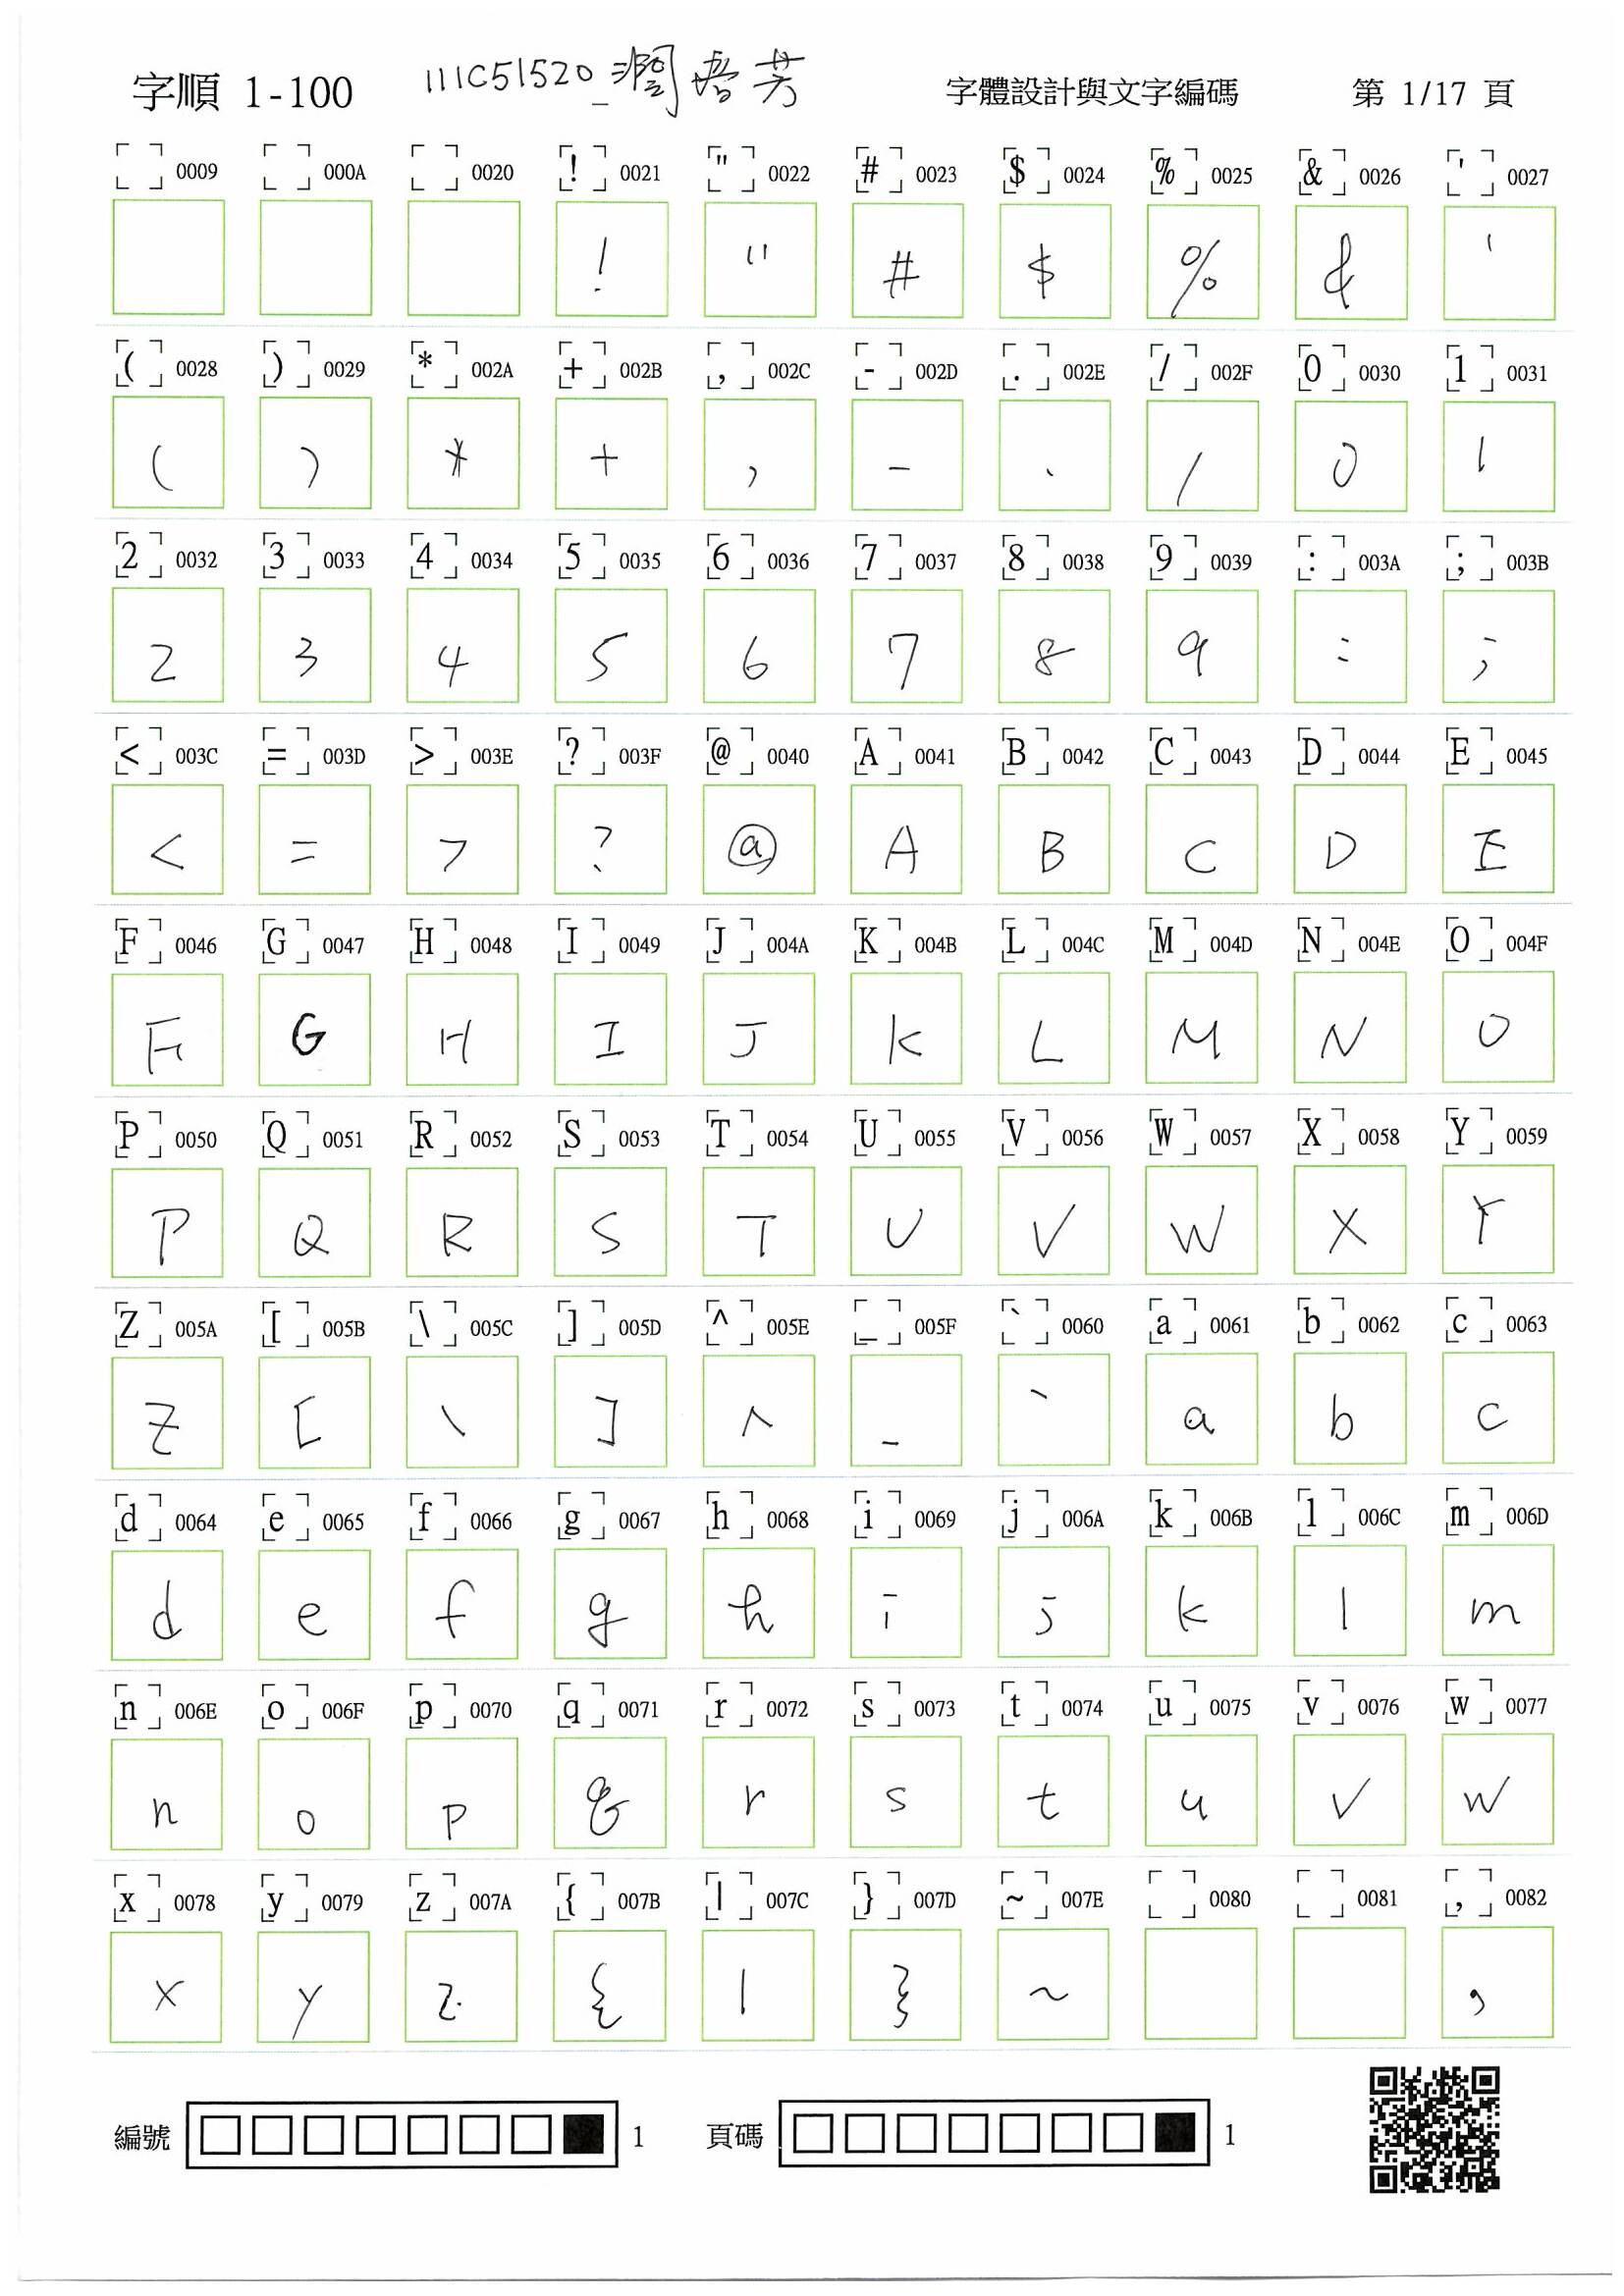 字順 1-100 111C51520_潤 芳 字體設計與文字編碼 第 1/17 頁
0009 000A 0020 ! 0021 " 0022 # 0023 $ 0024 % 0025 & 0026 ' 0027
! " # $ % & '
( 0028 ) 0029 * 002A + 002B , 002C - 002D . 002E / 002F 0 0030 1 0031
( ) * + , - . / 0 1
2 0032 3 0033 4 0034 5 0035 6 0036 7 0037 8 0038 9 0039 : 003A ; 003B
2 3 4 5 6 7 8 9 : ;
< 003C = 003D > 003E ? 003F @ 0040 A 0041 B 0042 C 0043 D 0044 E 0045
< = > ? @ A B C D E
F 0046 G 0047 H 0048 I 0049 J 004A K 004B L 004C M 004D N 004E O 004F
F G H I J K L M N O
P 0050 Q 0051 R 0052 S 0053 T 0054 U 0055 V 0056 W 0057 X 0058 Y 0059
P Q R S T U V W X Y
Z 005A [ 005B \ 005C ] 005D ^ 005E _ 005F ` 0060 a 0061 b 0062 c 0063
Z [ \ ] ^ _ ` a b c
d 0064 e 0065 f 0066 g 0067 h 0068 i 0069 j 006A k 006B l 006C m 006D
d e f g h i j k l m
n 006E o 006F p 0070 q 0071 r 0072 s 0073 t 0074 u 0075 v 0076 w 0077
n o p q r s t u v w
x 0078 y 0079 z 007A { 007B | 007C } 007D ~ 007E 0080 0081 , 0082
x y z { | } ~ ,
編號 1 頁碼 1